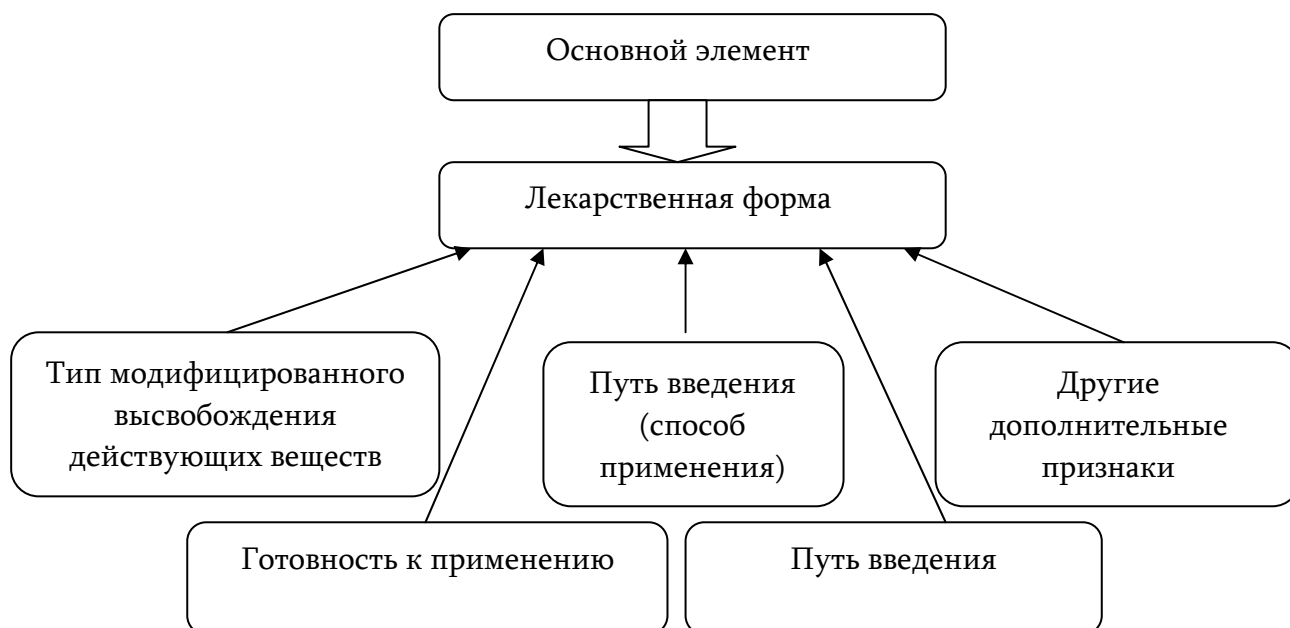 Основной элемент
Лекарственная форма
Тип модифицированного
высвобождения
действующих веществ
Путь введения
(способ
применения)
Другие
дополнительные
признаки
Готовность к применению
Путь введения